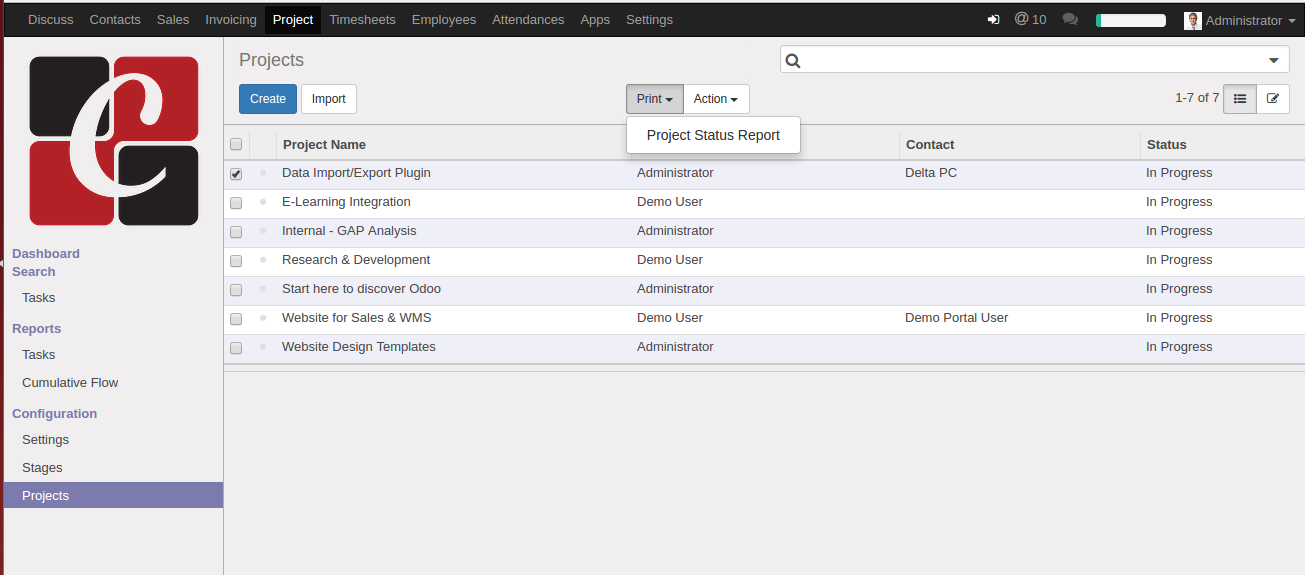 Discuss Contacts Sales Invoicing Project Timesheets Employees Attendances Apps Settings @ 10 Administrator
C
Dashboard
Search
Tasks
Reports
Tasks
Cumulative Flow
Configuration
Settings
Stages
Projects
Projects
Create Import Print Action 1-7 of 7
Project Status Report
Project Name Contact Status
Data Import/Export Plugin Administrator Delta PC In Progress
E-Learning Integration Demo User In Progress
Internal - GAP Analysis Administrator In Progress
Research & Development Demo User In Progress
Start here to discover Odoo Administrator In Progress
Website for Sales & WMS Demo User Demo Portal User In Progress
Website Design Templates Administrator In Progress